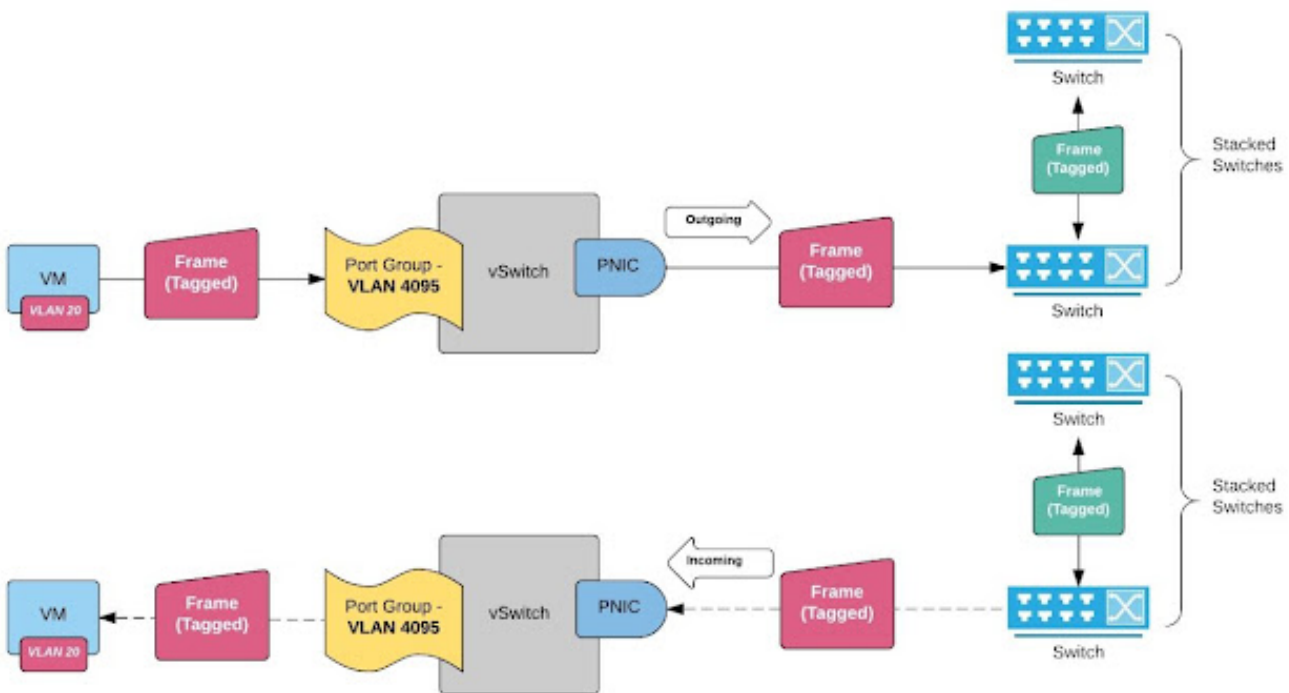 Switch
Frame
(Tagged)
Stacked
Switches
Outgoing
VM
VLAN 20
Frame
(Tagged)
Port Group -
VLAN 4095
vSwitch
PNIC
Frame
(Tagged)
Switch
Switch
Frame
(Tagged)
Stacked
Switches
Incoming
VM
VLAN 20
Frame
(Tagged)
Port Group -
VLAN 4095
vSwitch
PNIC
Frame
(Tagged)
Switch